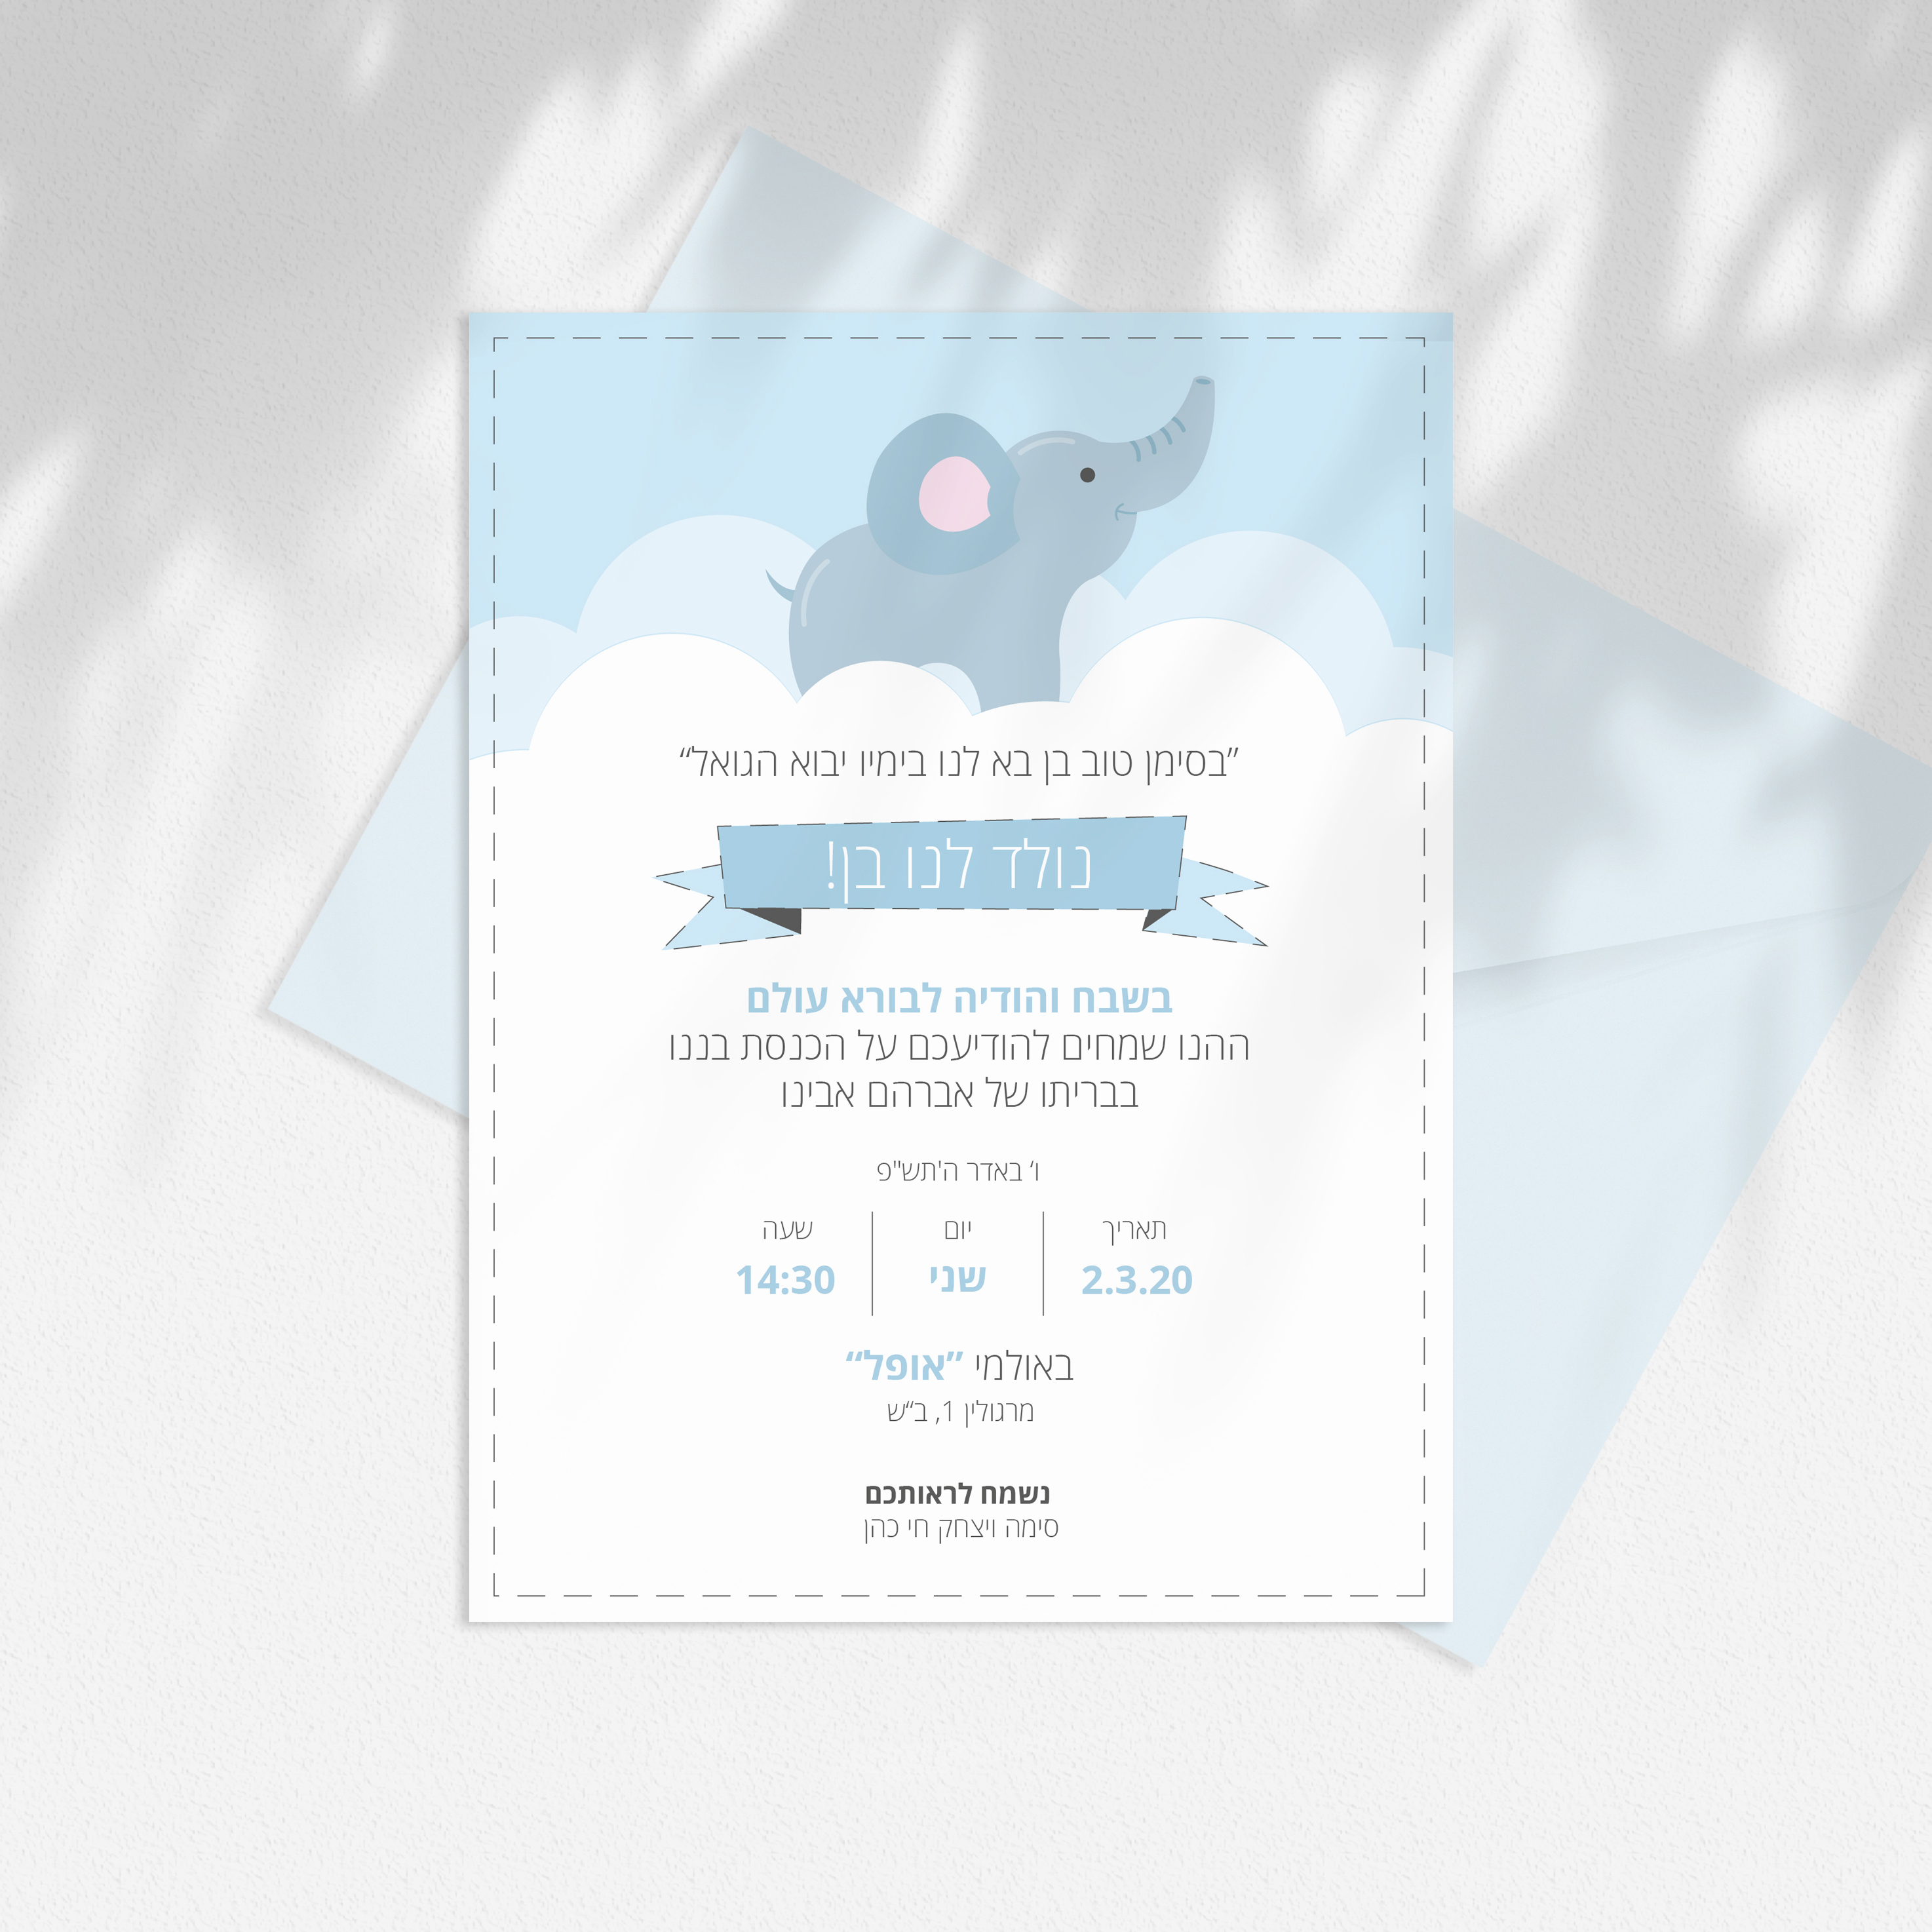 ”בסימן טוב בן בא לנו בימיו יבוא הגואל“
נולד לנו בן!
בשבח והודיה לבורא עולם
ההנו שמחים להודיעכם על הכנסת בננו
בבריתו של אברהם אבינו
ו‘ באדר ה'תש"פ
תאריך יום שעה
2.3.20 שני 14:30
באולמי ”אופל“
מרגולין 1, ב“ש
נשמח לראותכם
סימה ויצחק חי כהן